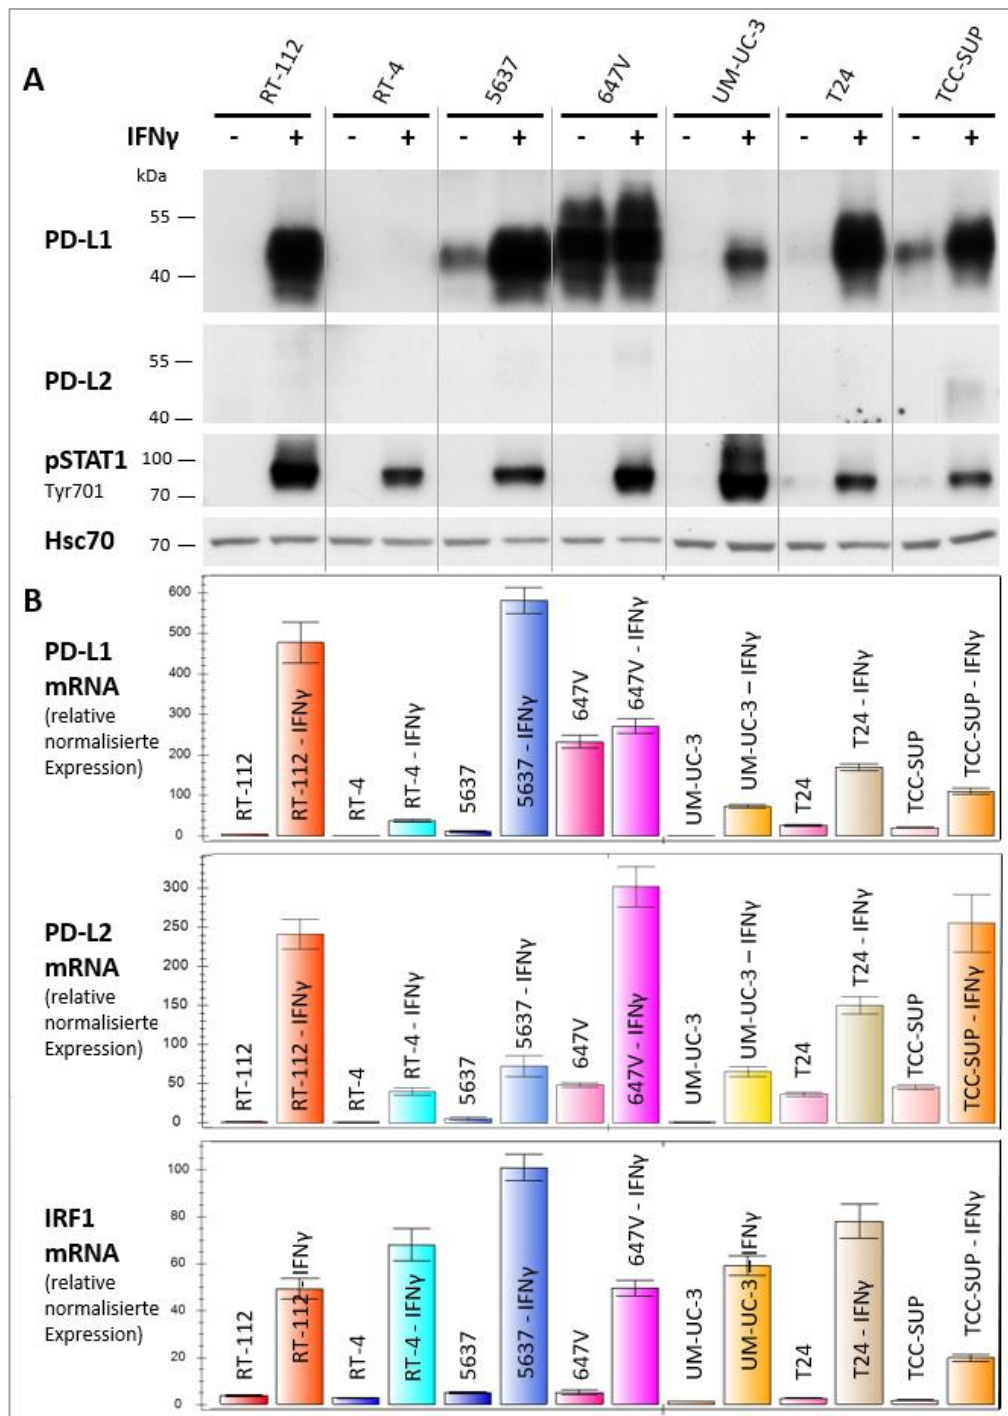 A
RT-112 RT-4 5637 647V UM-UC-3 T24 TCC-SUP
IFNγ - + - + - + - + - + - + - +
kDa
55
PD-L1
40
55
PD-L2
40
pSTAT1 100
Tyr701 70
Hsc70 70
B
PD-L1
mRNA
(relative
normalisierte
Expression)
600
500
400
300
200
100
0
RT-112
RT-112 - IFNγ
RT-4
RT-4 - IFNγ
5637
5637 - IFNγ
647V
647V - IFNγ
UM-UC-3
UM-UC-3 – IFNγ
T24
T24 - IFNγ
TCC-SUP
TCC-SUP - IFNγ
PD-L2
mRNA
(relative
normalisierte
Expression)
300
250
200
150
100
50
0
RT-112
RT-112 - IFNγ
RT-4
RT-4 - IFNγ
5637
5637 - IFNγ
647V
647V - IFNγ
UM-UC-3
UM-UC-3 – IFNγ
T24
T24 - IFNγ
TCC-SUP
TCC-SUP - IFNγ
IRF1
mRNA
(relative
normalisierte
Expression)
100
80
60
40
20
0
RT-112
RT-112 - IFNγ
RT-4
RT-4 - IFNγ
5637
5637 - IFNγ
647V
647V - IFNγ
UM-UC-3
UM-UC-3 – IFNγ
T24
T24 - IFNγ
TCC-SUP
TCC-SUP - IFNγ